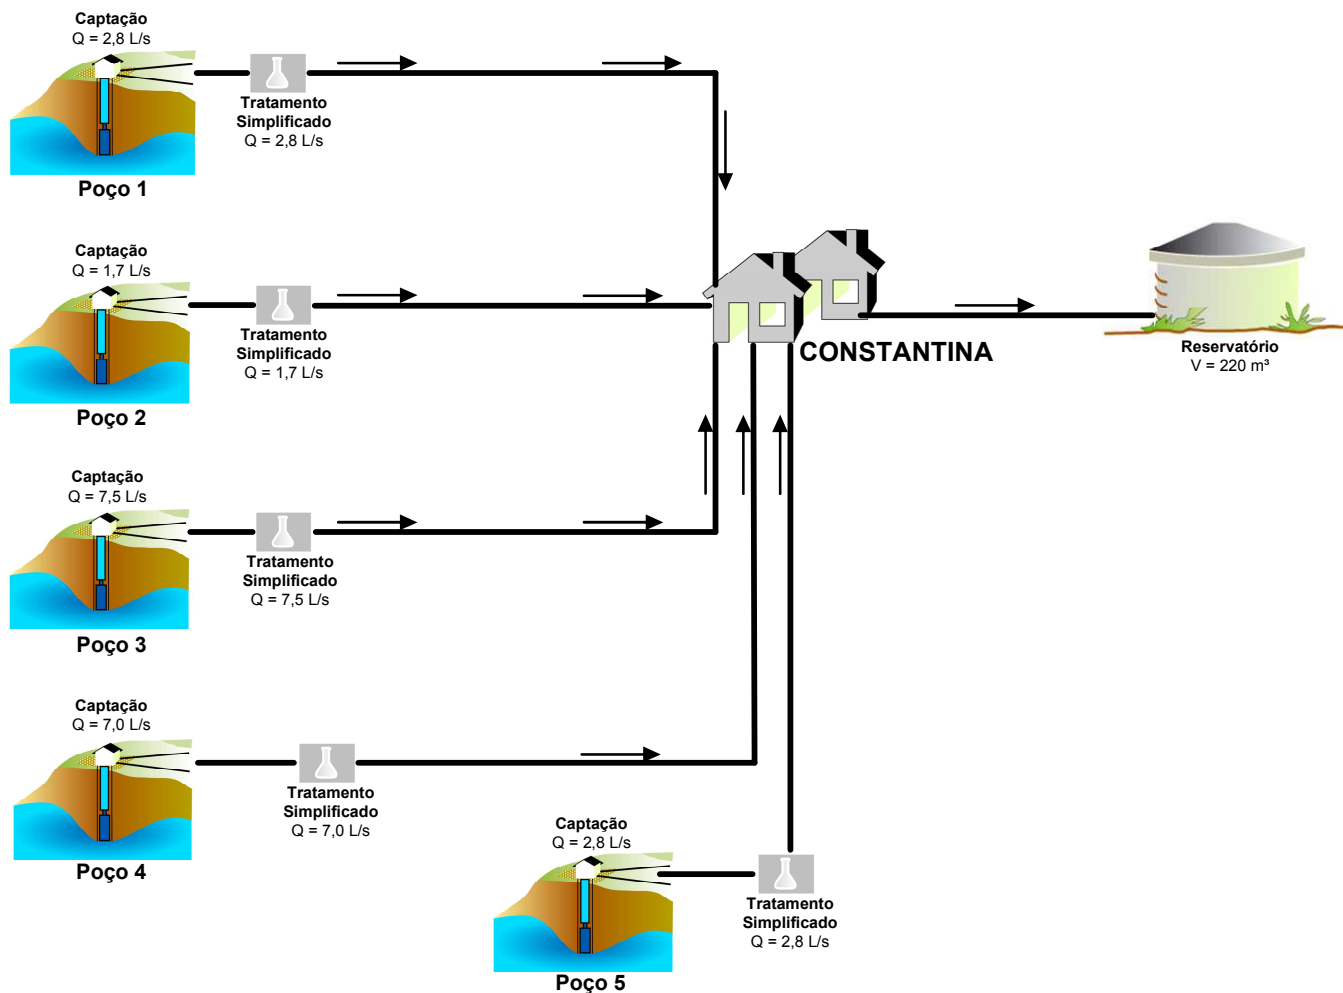 Captação
Q = 2,8 L/s
Tratamento
Simplificado
Q = 2,8 L/s
Poço 1
Captação
Q = 1,7 L/s
Tratamento
Simplificado
Q = 1,7 L/s
Poço 2
CONSTANTINA
Reservatório
V = 220 m³
Captação
Q = 7,5 L/s
Tratamento
Simplificado
Q = 7,5 L/s
Poço 3
Captação
Q = 7,0 L/s
Tratamento
Simplificado
Q = 7,0 L/s
Poço 4
Captação
Q = 2,8 L/s
Tratamento
Simplificado
Q = 2,8 L/s
Poço 5